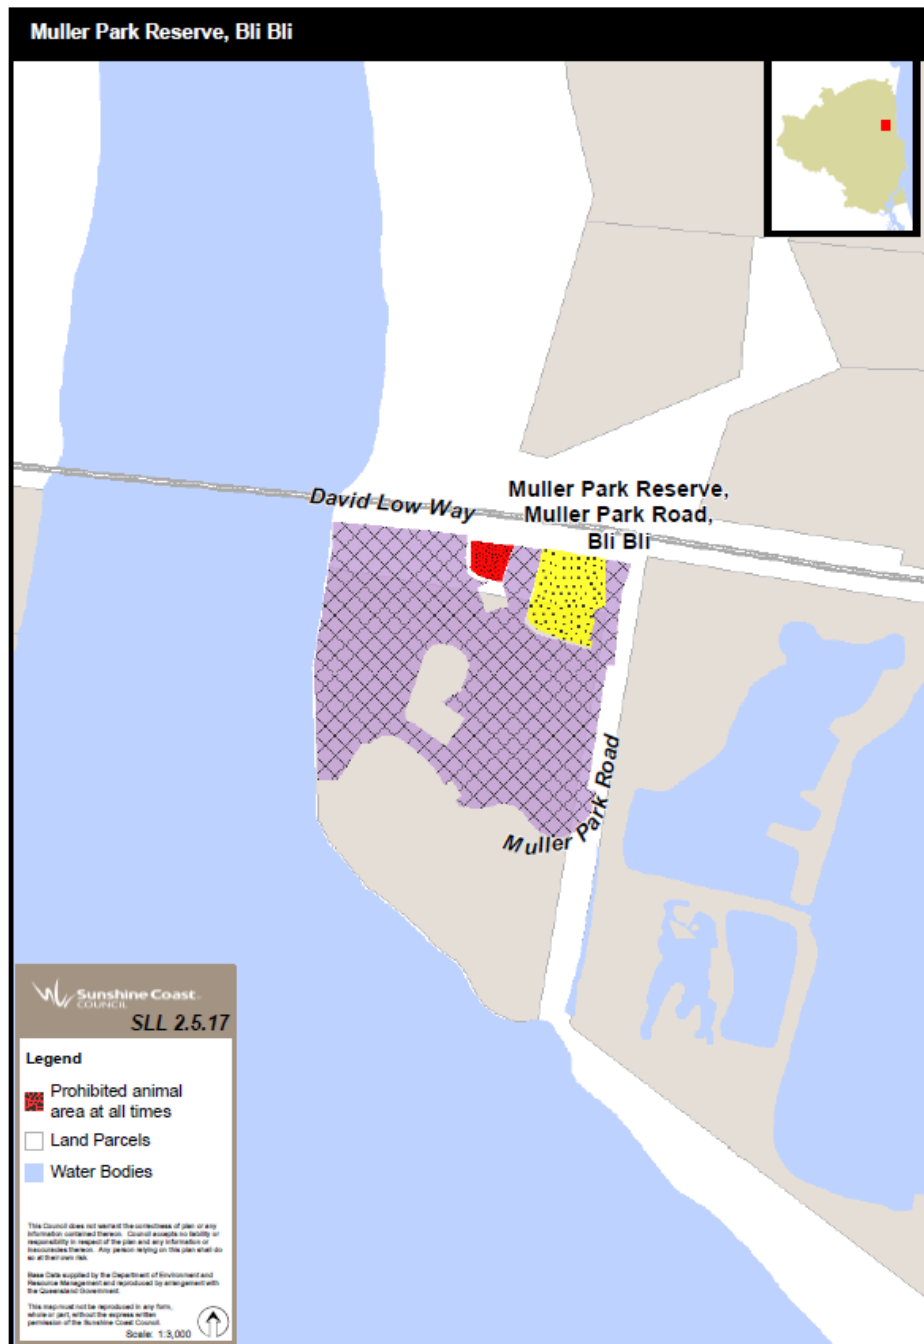 Muller Park Reserve, Bli Bli
David Low Way
Muller Park Reserve,
Muller Park Road,
Bli Bli
Muller Park Road
Sunshine Coast
COUNCIL
SLL 2.5.17
Legend
Prohibited animal
area at all times
Land Parcels
Water Bodies
This Council does not warrant the correctness of plan or any
information contained thereon. Council accepts no liability or
responsibility in respect of the plan and any information or
inaccuracies thereon. Any person relying on this plan shall do
so at their own risk.
Base Data supplied by the Department of Environment and
Resource Management and reproduced by arrangement with
the Queensland Government.
This map must not be reproduced in any form,
whole or part, without the express written
permission of the Sunshine Coast Council.
Scale: 1:3,000